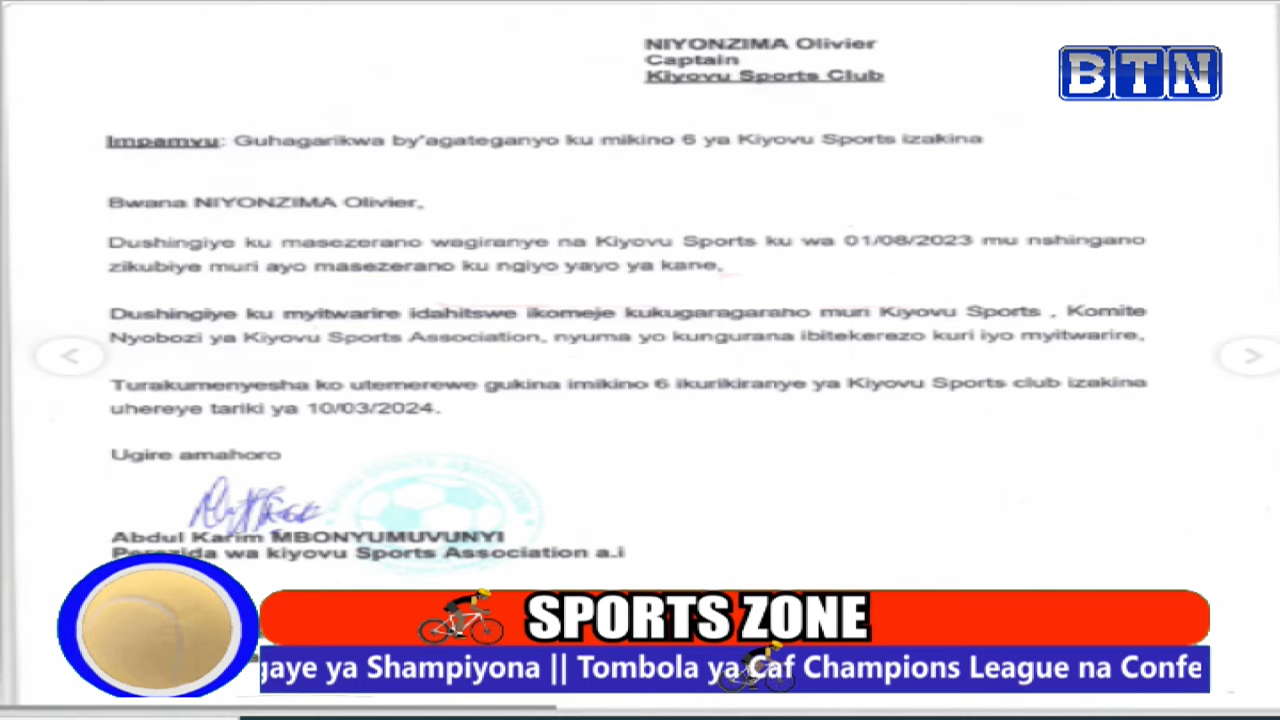 NIYONZIMA Olivier
Captain
Kiyovu Sports Club
BTN
Impamvu: Guhagarikwa by'agateganyo ku mikino 6 ya Kiyovu Sports izakina
Bwana NIYONZIMA Olivier,
Dushingiye ku masezerano wagiranye na Kiyovu Sports ku wa 01/08/2023 mu nshingano
zikubiye muri ayo masezerano ku ngiyo yayo ya kane,
Dushingiye ku myitwarire idahitswe ikomeje kukugaragaraho muri Kiyovu Sports , Komite
Nyobozi ya Kiyovu Sports Association, nyuma yo kungurana ibitekerezo kuri iyo myitwarire,
Turakumenyesha ko utemerewe gukina imikino 6 ikurikiranye ya Kiyovu Sports club izakina
uhereye tariki ya 10/03/2024.
Ugire amahoro
Abdul Karim MBONYUMUVUNYI
Perezida wa kiyovu Sports Association a.i
SPORTS ZONE
gaye ya Shampiyona || Tombola ya Caf Champions League na Confe